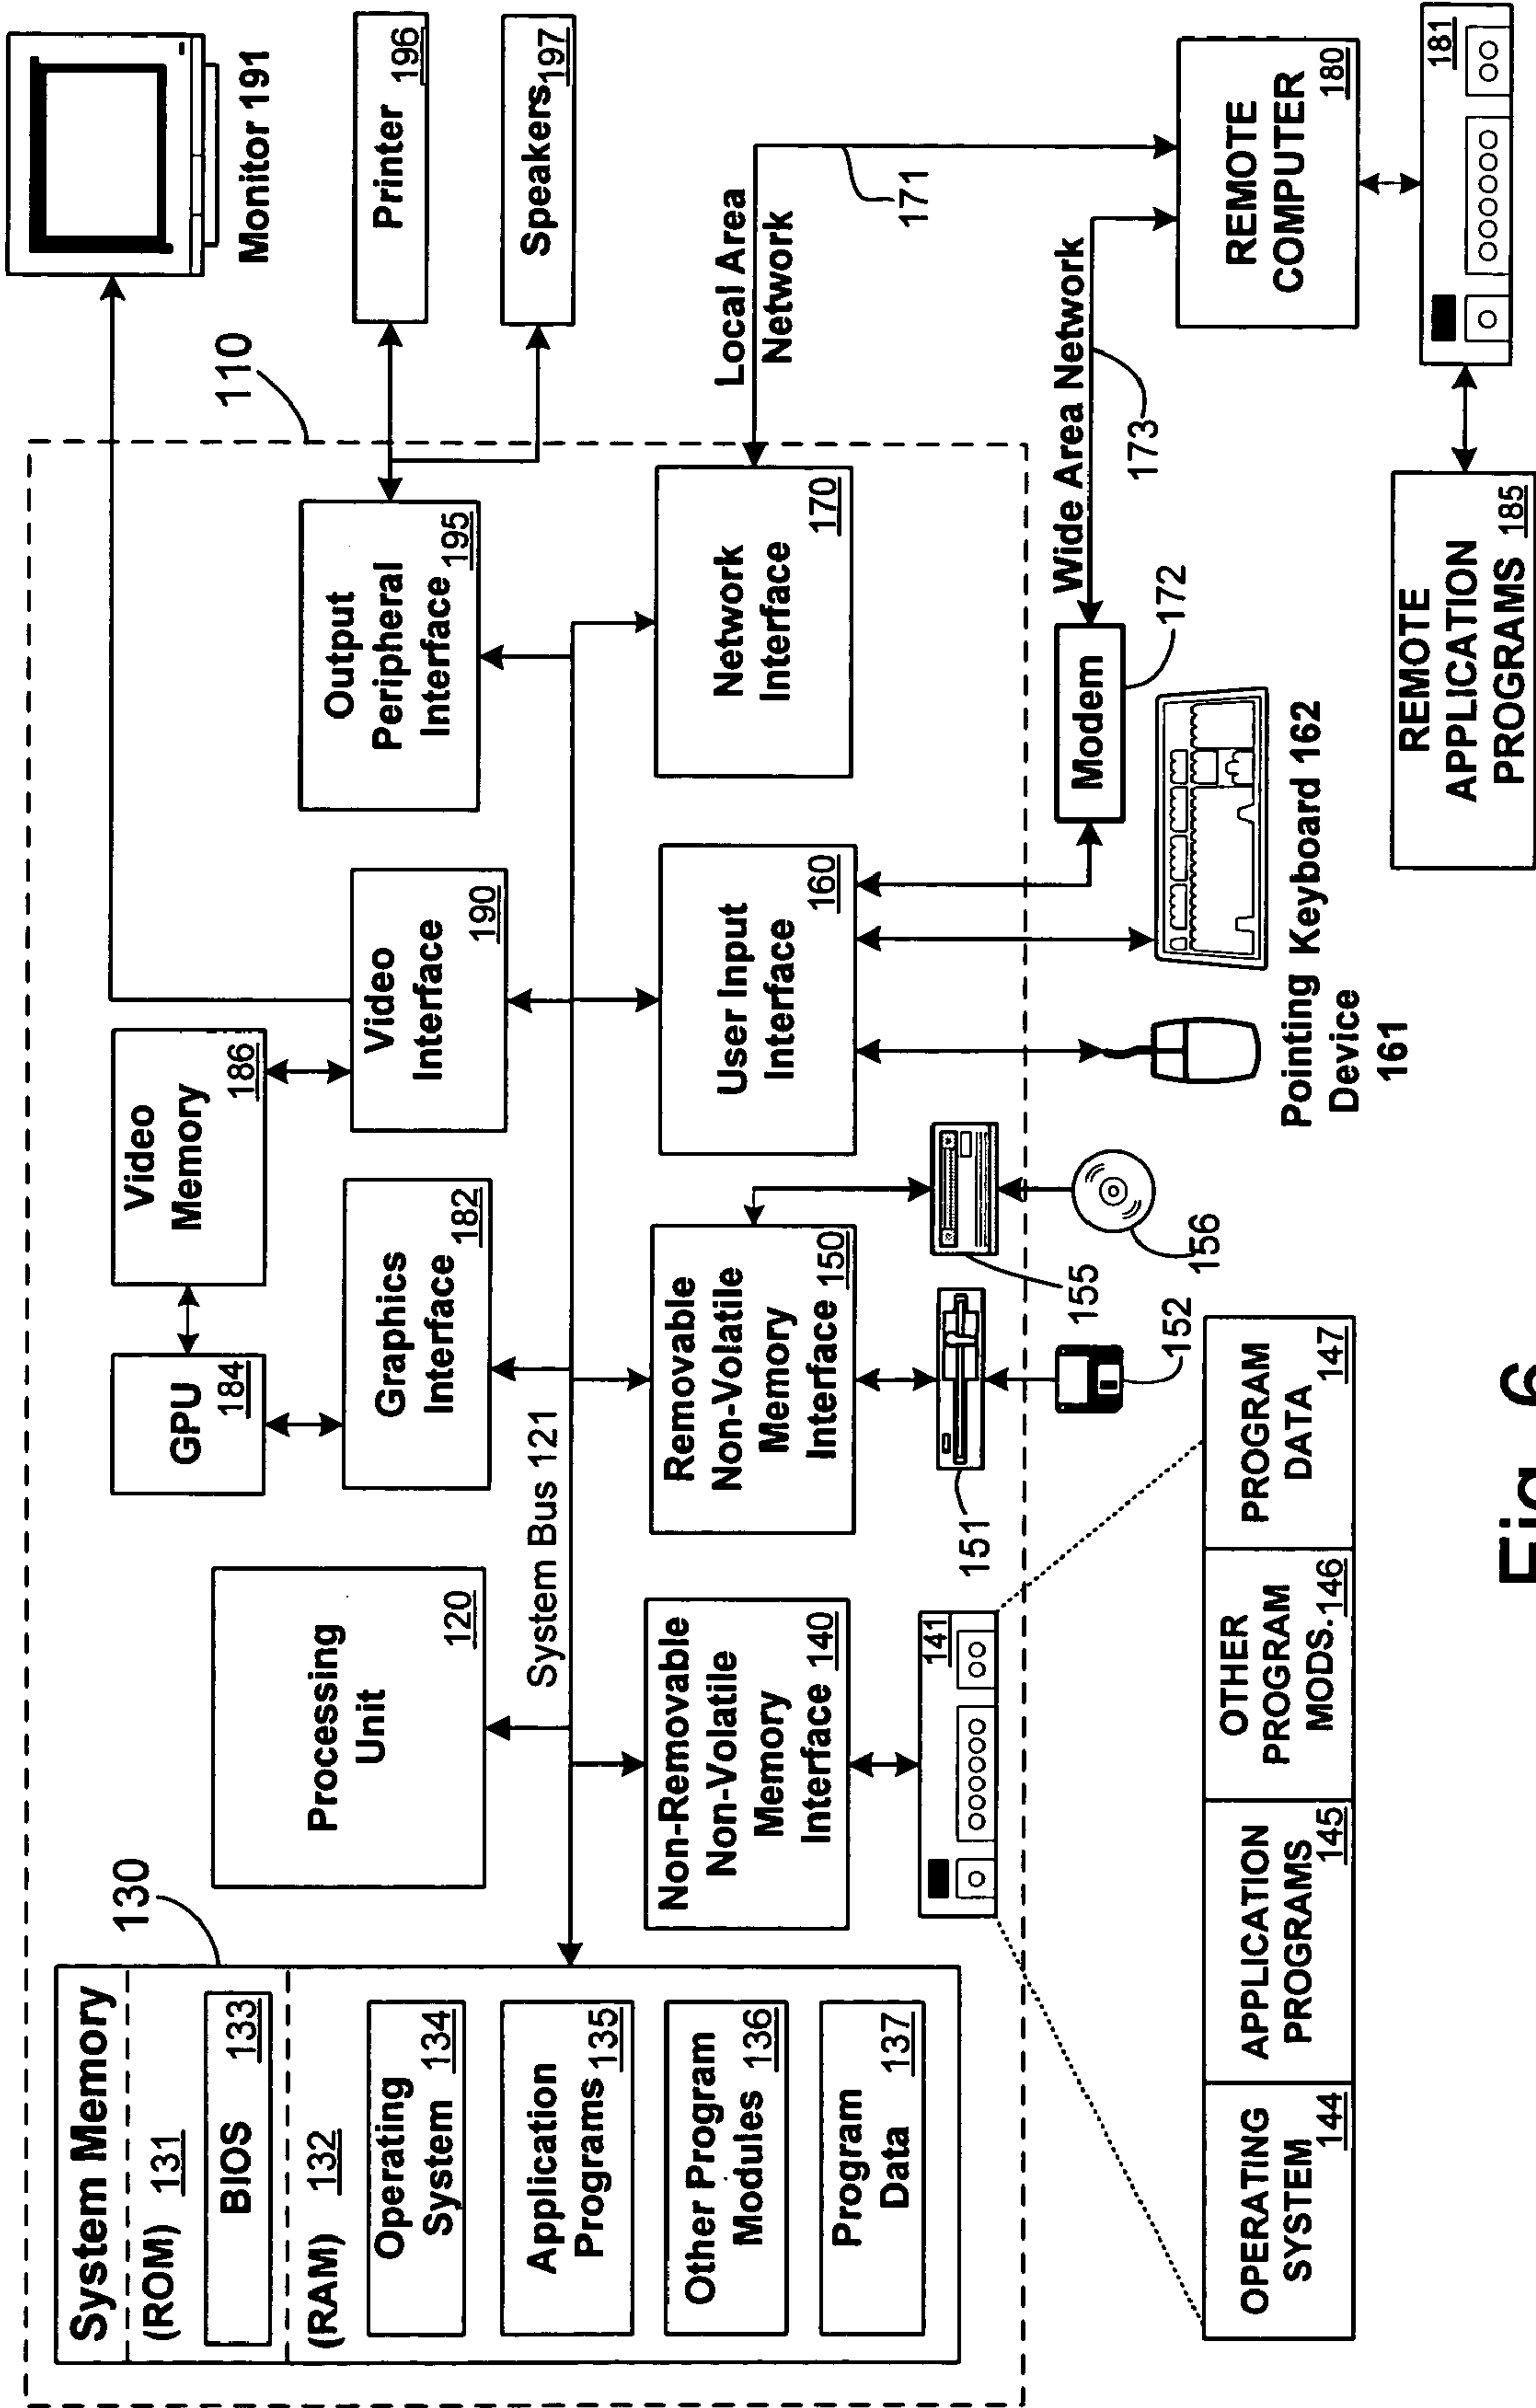 110
130
System Memory
(ROM) 131
BIOS 133
(RAM) 132
Operating
System 134
Application
Programs 135
Other Program
Modules 136
Program
Data 137
Processing
Unit
120
System Bus 121
GPU
184
Video
Memory
186
Graphics
Interface
182
Video
Interface
190
Output
Peripheral
Interface 195
Monitor 191
Printer 196
Speakers 197
Non-Removable
Non-Volatile
Memory
Interface 140
Removable
Non-Volatile
Memory
Interface 150
User Input
Interface
160
Network
Interface
170
Local Area
Network
171
Wide Area Network
173
Modem
172
141
151
152
155
156
Pointing
Device
161
Keyboard 162
REMOTE
COMPUTER
180
181
REMOTE
APPLICATION
PROGRAMS 185
OPERATING
SYSTEM 144
APPLICATION
PROGRAMS 145
OTHER
PROGRAM
MODS. 146
PROGRAM
DATA 147
Fig. 6